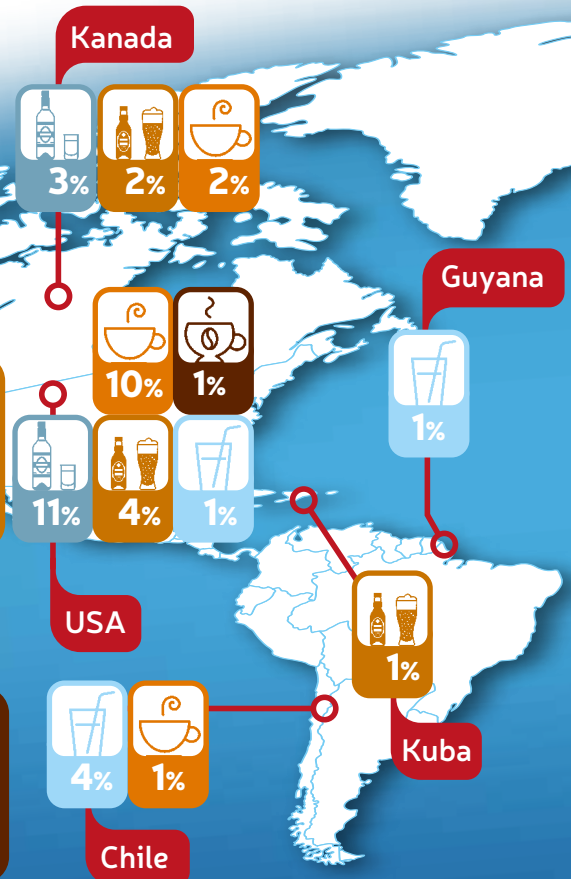 Kanada
3% 2% 2%
Guyana
1%
10% 1%
11% 4% 1%
USA
1%
Kuba
4% 1%
Chile